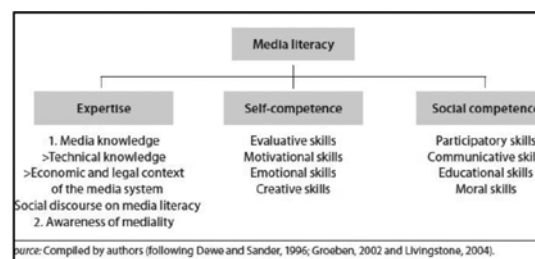 Media literacy
Expertise
1. Media knowledge
>Technical knowledge
>Economic and legal context
of the media system
Social discourse on media literacy
2. Awareness of mediality
Self-competence
Evaluative skills
Motivational skills
Emotional skills
Creative skills
Social competence
Participatory skills
Communicative skil
Educational skills
Moral skills
ource: Compiled by authors (following Dewe and Sander, 1996; Groeben, 2002 and Livingstone, 2004).